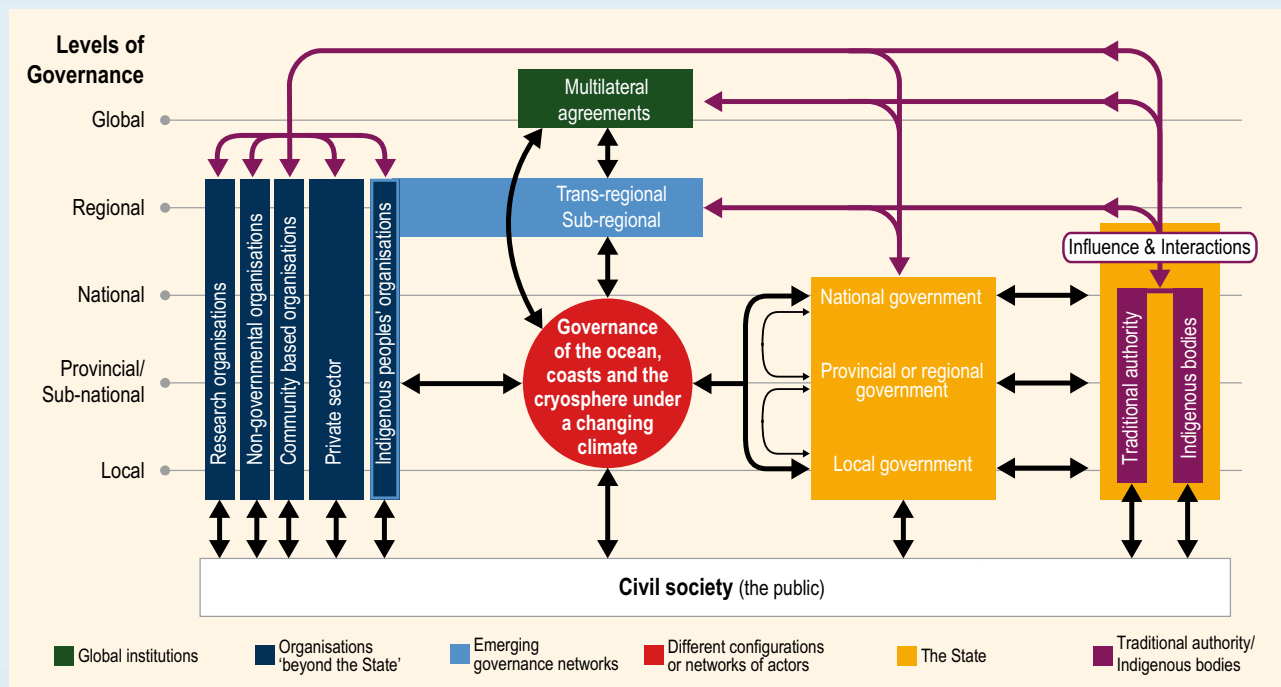 Levels of
Governance
Global
Regional
National
Provincial/
Sub-national
Local
Multilateral
agreements
Trans-regional
Sub-regional
Research organisations
Non-governmental organisations
Community based organisations
Private sector
Indigenous peoples' organisations
Governance
of the ocean,
coasts and the
cryosphere under
a changing
climate
National government
Provincial or regional
government
Local government
Influence & Interactions
Traditional authority
Indigenous bodies
Civil society (the public)
Global institutions
Organisations
'beyond the State'
Emerging
governance networks
Different configurations
or networks of actors
The State
Traditional authority/
Indigenous bodies